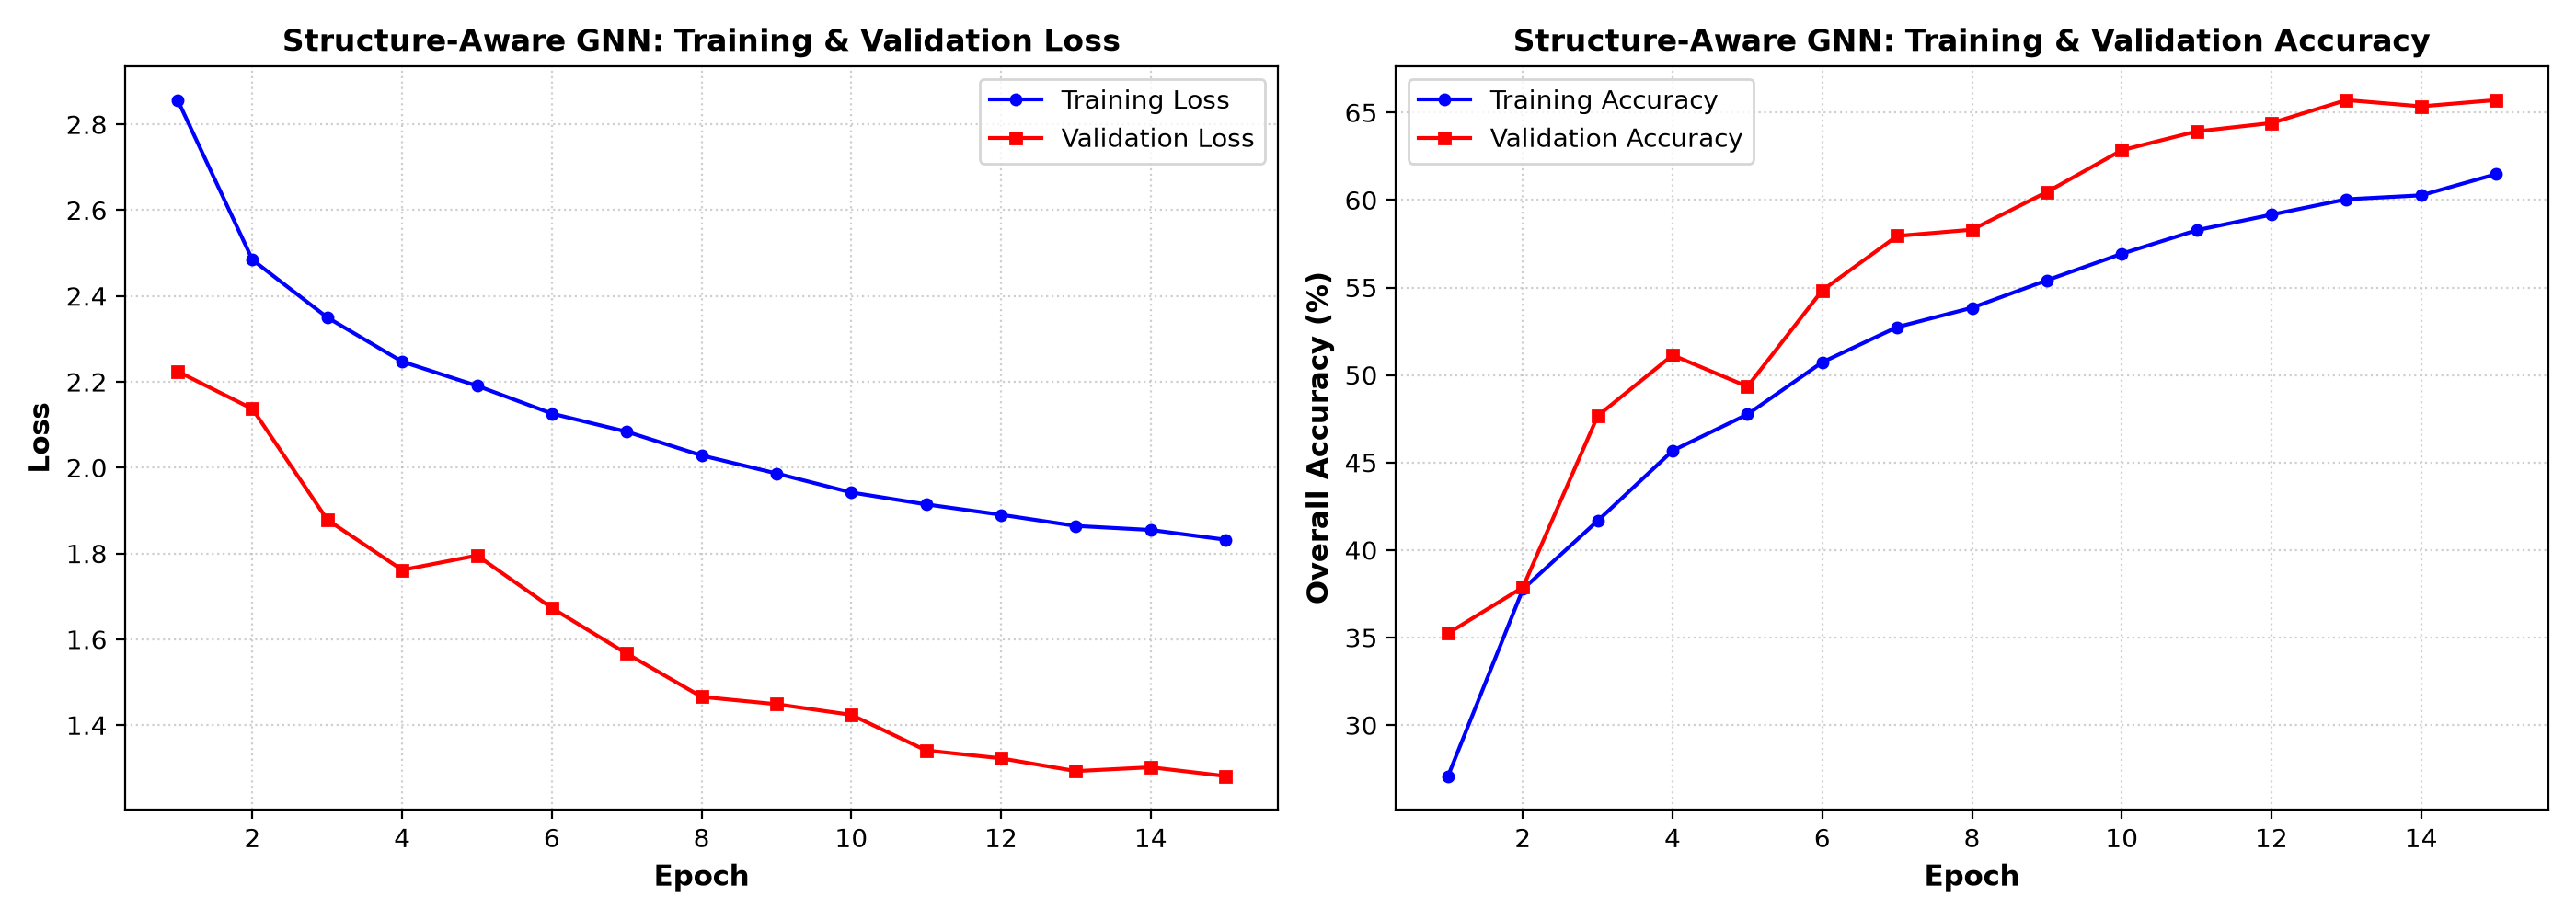 Structure-Aware GNN: Training & Validation Loss
Training Loss
Validation Loss
2.8
2.6
2.4
2.2
2.0
1.8
1.6
1.4
Loss
2 4 6 8 10 12 14
Epoch
Structure-Aware GNN: Training & Validation Accuracy
Training Accuracy
Validation Accuracy
65
60
55
50
45
40
35
30
Overall Accuracy (%)
2 4 6 8 10 12 14
Epoch